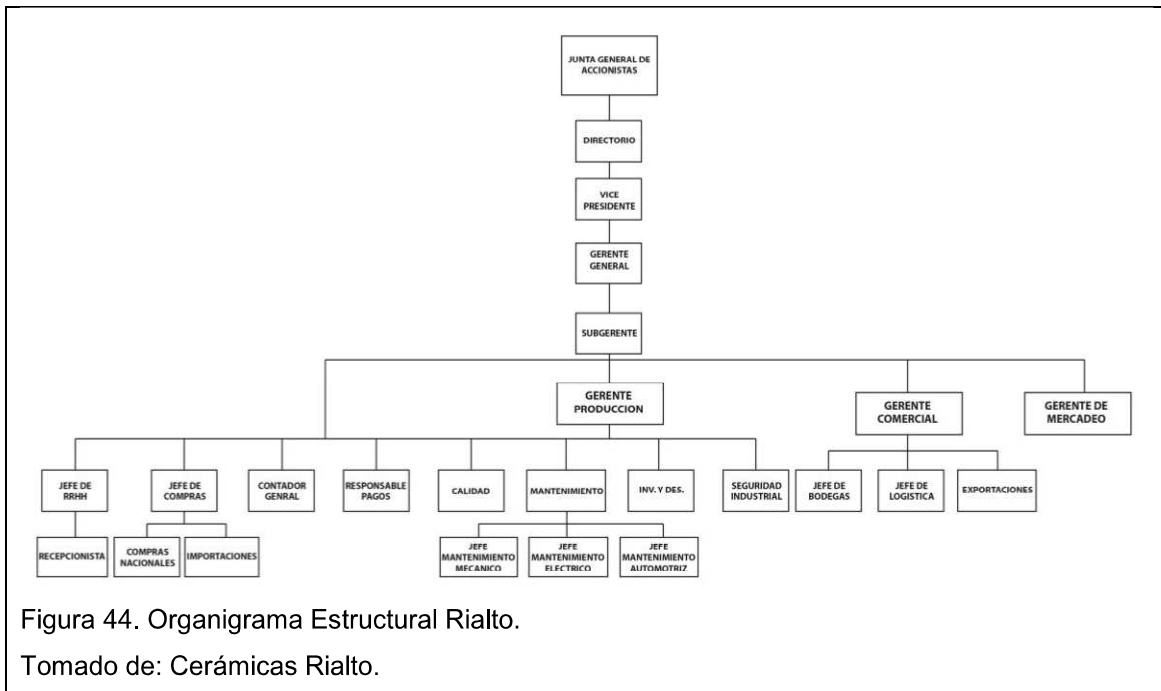 JUNTA GENERAL DE
ACCIONISTAS
DIRECTORIO
VICE
PRESIDENTE
GERENTE
GENERAL
SUBGERENTE
GERENTE
PRODUCCION
GERENTE
COMERCIAL
GERENTE DE
MERCADEO
JEFE DE
RRHH
JEFE DE
COMPRAS
CONTADOR
GENRAL
RESPONSABLE
PAGOS
CALIDAD
MANTENIMIENTO
INV. Y DES.
SEGURIDAD
INDUSTRIAL
JEFE DE
BODEGAS
JEFE DE
LOGISTICA
EXPORTACIONES
RECEPCIONISTA
COMPRAS
NACIONALES
IMPORTACIONES
JEFE
MANTENIMIENTO
MECANICO
JEFE
MANTENIMIENTO
ELECTRICO
JEFE
MANTENIMIENTO
AUTOMOTRIZ
Figura 44. Organigrama Estructural Rialto.
Tomado de: Cerámicas Rialto.